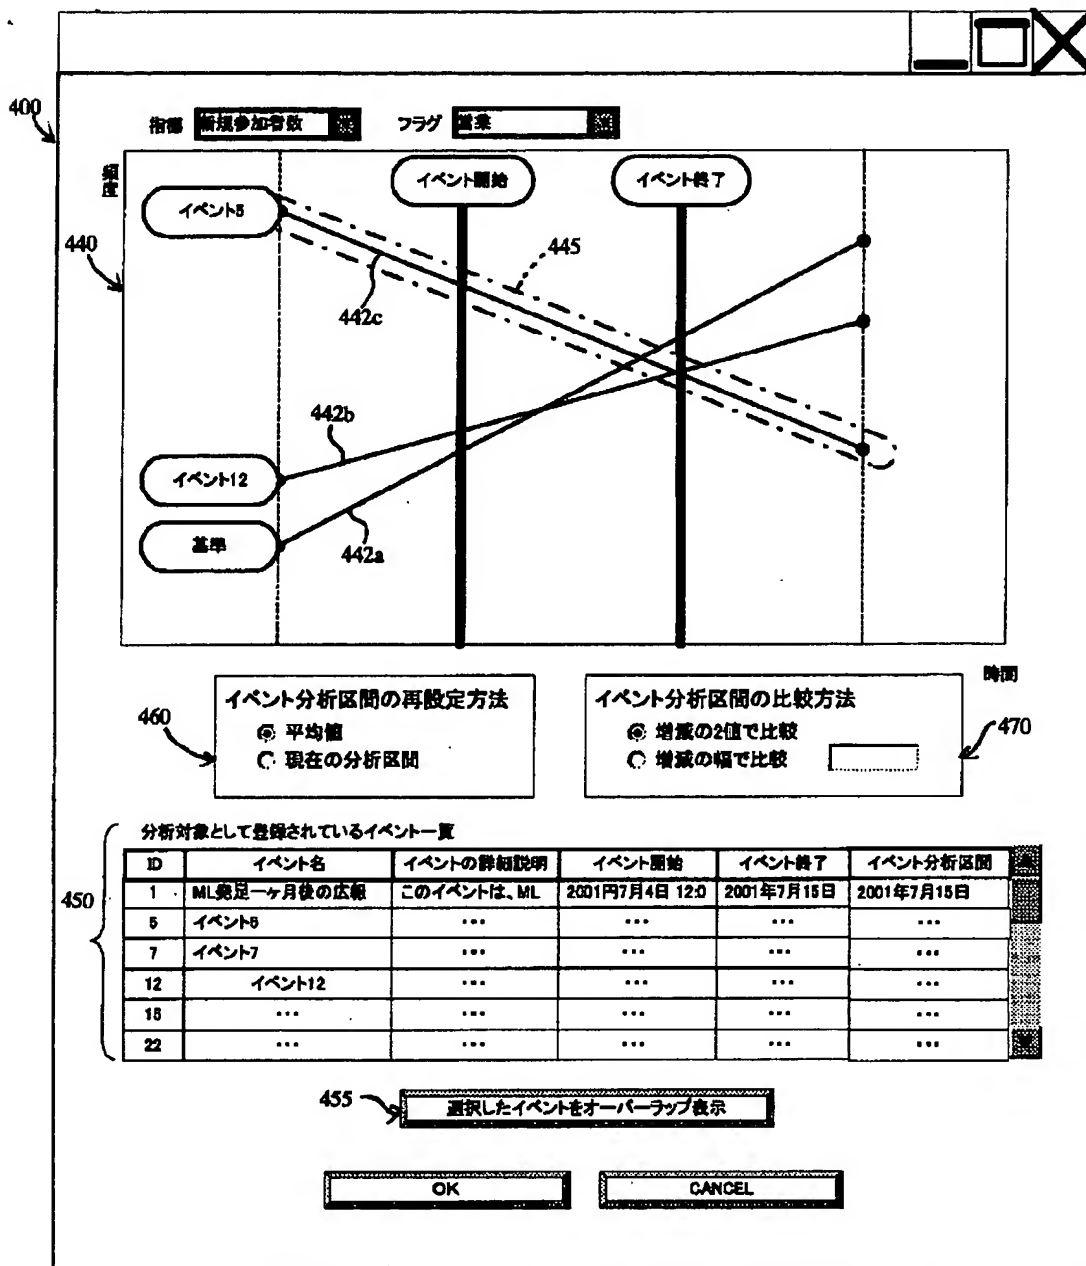 400
指標 新規参加者数 フラグ 営業
頻度
イベント開始 イベント終了
イベント5
440
445
442c
442b
イベント12
基準
442a
時間
イベント分析区間の再設定方法
460
平均値
現在の分析区間
イベント分析区間の比較方法
増減の2値で比較
470
増減の幅で比較
分析対象として登録されているイベント一覧
450
ID イベント名 イベントの詳細説明 イベント開始 イベント終了 イベント分析区間
1 ML発足一ヶ月後の広報 このイベントは、ML 2001円7月4日 12:0 2001年7月15日 2001年7月15日
5 イベント5 ... ... ... ...
7 イベント7 ... ... ... ...
12 イベント12 ... ... ... ...
15 ... ... ... ... ...
22 ... ... ... ... ...
455
選択したイベントをオーバーラップ表示
OK CANCEL